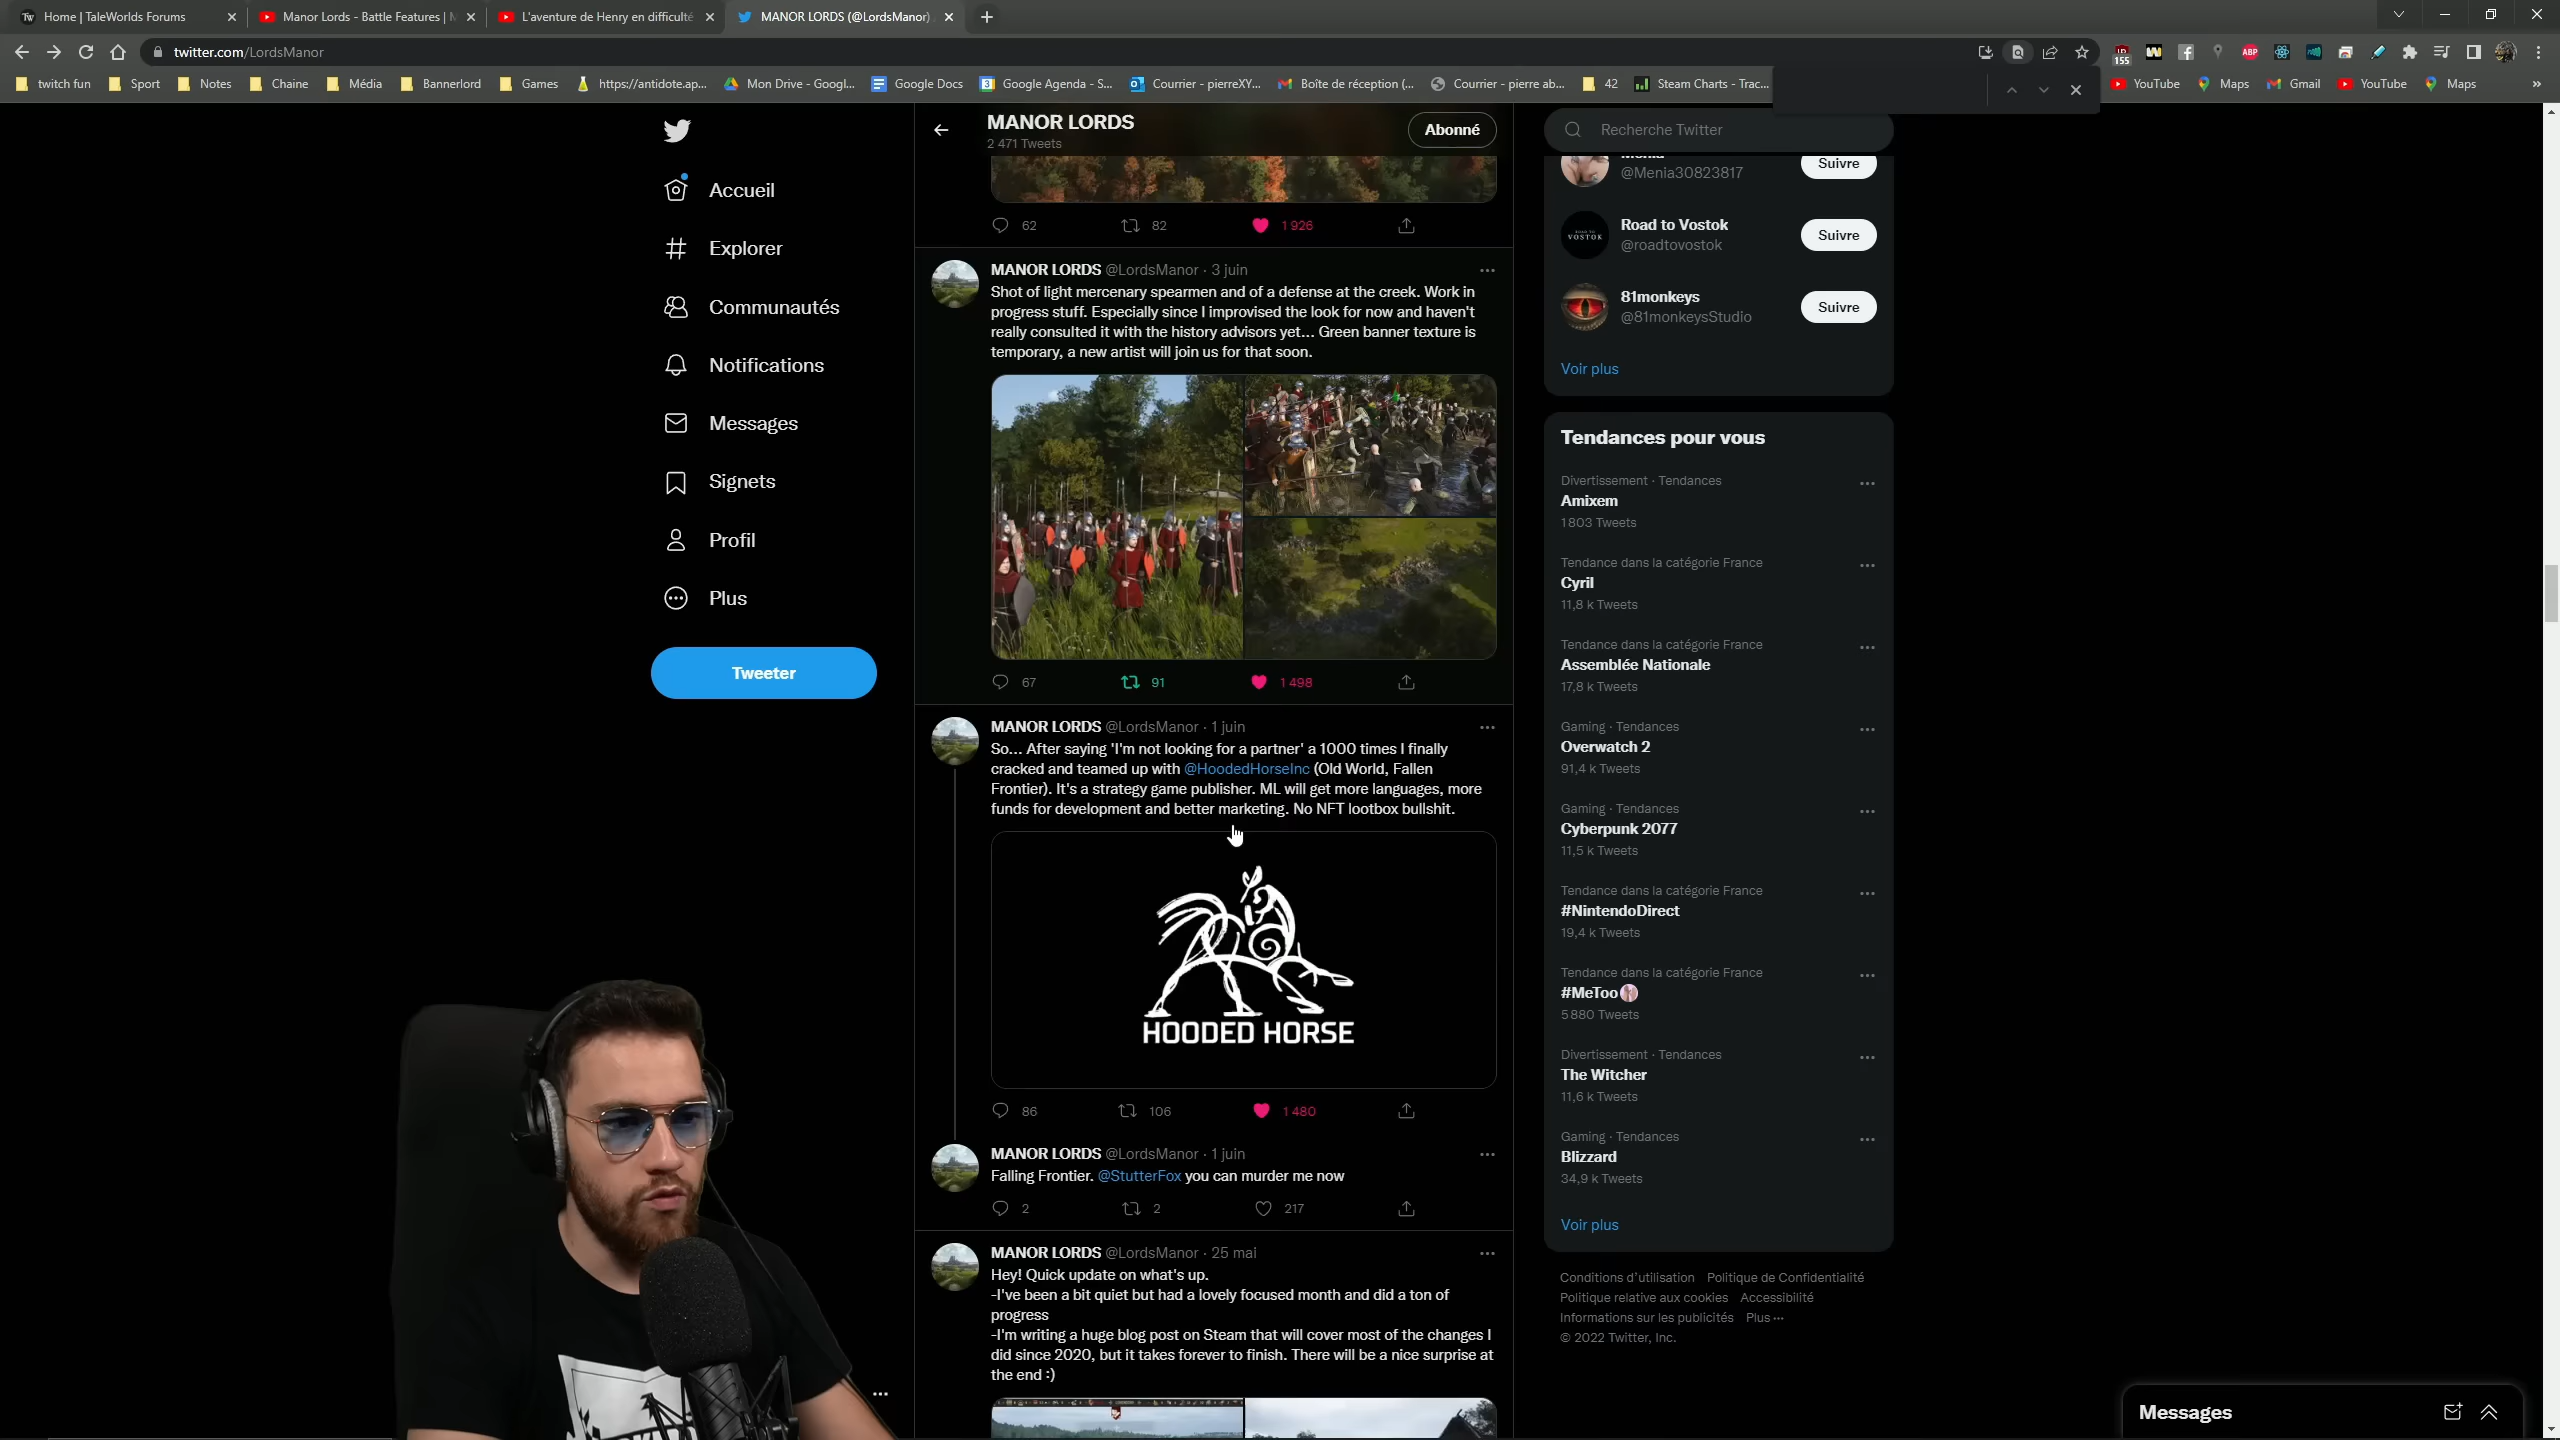 Home | TaleWorlds Forums
Manor Lords - Battle Features |
L'aventure de Henry en difficulté
MANOR LORDS (@LordsManor)
twitter.com/LordsManor
155
ABP
twitch fun
Sport
Notes
Chaine
Média
Bannerlord
Games
https://antidote.ap...
Mon Drive - Googl...
Google Docs
Google Agenda - S...
Courrier - pierreXY...
Boîte de réception (...
Courrier - pierre ab...
42
Steam Charts - Trac...
YouTube
Maps
Gmail
YouTube
Maps
Accueil
Explorer
Communautés
Notifications
Messages
Signets
Profil
Plus
Tweeter
MANOR LORDS
2 471 Tweets
Abonné
62
82
1 926
MANOR LORDS @LordsManor · 3 juin
Shot of light mercenary spearmen and of a defense at the creek. Work in
progress stuff. Especially since I improvised the look for now and haven't
really consulted it with the history advisors yet... Green banner texture is
temporary, a new artist will join us for that soon.
67
91
1 498
MANOR LORDS @LordsManor · 1 juin
So... After saying 'I'm not looking for a partner' a 1000 times I finally
cracked and teamed up with @HoodedHorseInc (Old World, Fallen
Frontier). It's a strategy game publisher. ML will get more languages, more
funds for development and better marketing. No NFT lootbox bullshit.
HOODED HORSE
86
106
1 480
MANOR LORDS @LordsManor · 1 juin
Falling Frontier. @StutterFox you can murder me now
2
2
217
MANOR LORDS @LordsManor · 25 mai
Hey! Quick update on what's up.
-I've been a bit quiet but had a lovely focused month and did a ton of
progress
-I'm writing a huge blog post on Steam that will cover most of the changes I
did since 2020, but it takes forever to finish. There will be a nice surprise at
the end :)
Recherche Twitter
@Menia30823817
Suivre
Road to Vostok
@roadtovostok
Suivre
81monkeys
@81monkeysStudio
Suivre
Voir plus
Tendances pour vous
Divertissement · Tendances
Amixem
1 803 Tweets
Tendance dans la catégorie France
Cyril
11,8 k Tweets
Tendance dans la catégorie France
Assemblée Nationale
17,8 k Tweets
Gaming · Tendances
Overwatch 2
91,4 k Tweets
Gaming · Tendances
Cyberpunk 2077
11,5 k Tweets
Tendance dans la catégorie France
#NintendoDirect
19,4 k Tweets
Tendance dans la catégorie France
#MeToo
5 880 Tweets
Divertissement · Tendances
The Witcher
11,6 k Tweets
Gaming · Tendances
Blizzard
34,9 k Tweets
Voir plus
Conditions d'utilisation Politique de Confidentialité
Politique relative aux cookies Accessibilité
Informations sur les publicités Plus ···
© 2022 Twitter, Inc.
Messages